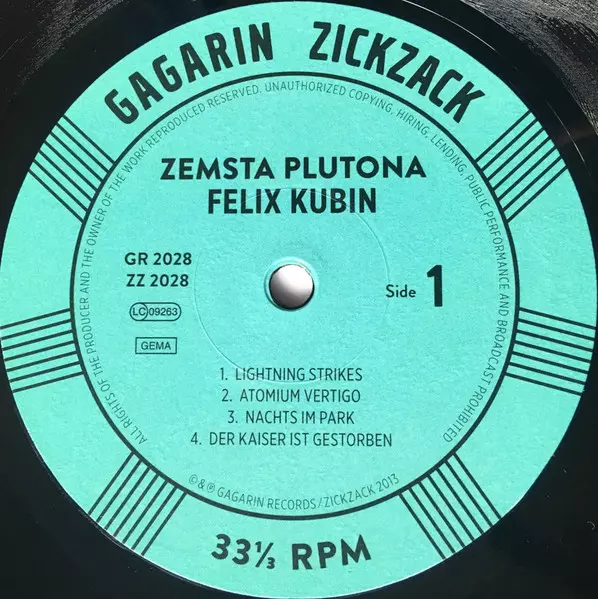 GAGARIN ZICKZACK
ALL RIGHTS OF THE PRODUCER AND THE OWNER OF THE WORK REPRODUCED RESERVED. UNAUTHORIZED COPYING, HIRING, LENDING, PUBLIC PERFORMANCE AND BROADCAST PROHIBITED
ZEMSTA PLUTONA
FELIX KUBIN
GR 2028
ZZ 2028
LC 09263
GEMA
Side 1
1. LIGHTNING STRIKES
2. ATOMIUM VERTIGO
3. NACHTS IM PARK
4. DER KAISER IST GESTORBEN
©&℗ GAGARIN RECORDS/ZICKZACK 2013
33⅓ RPM